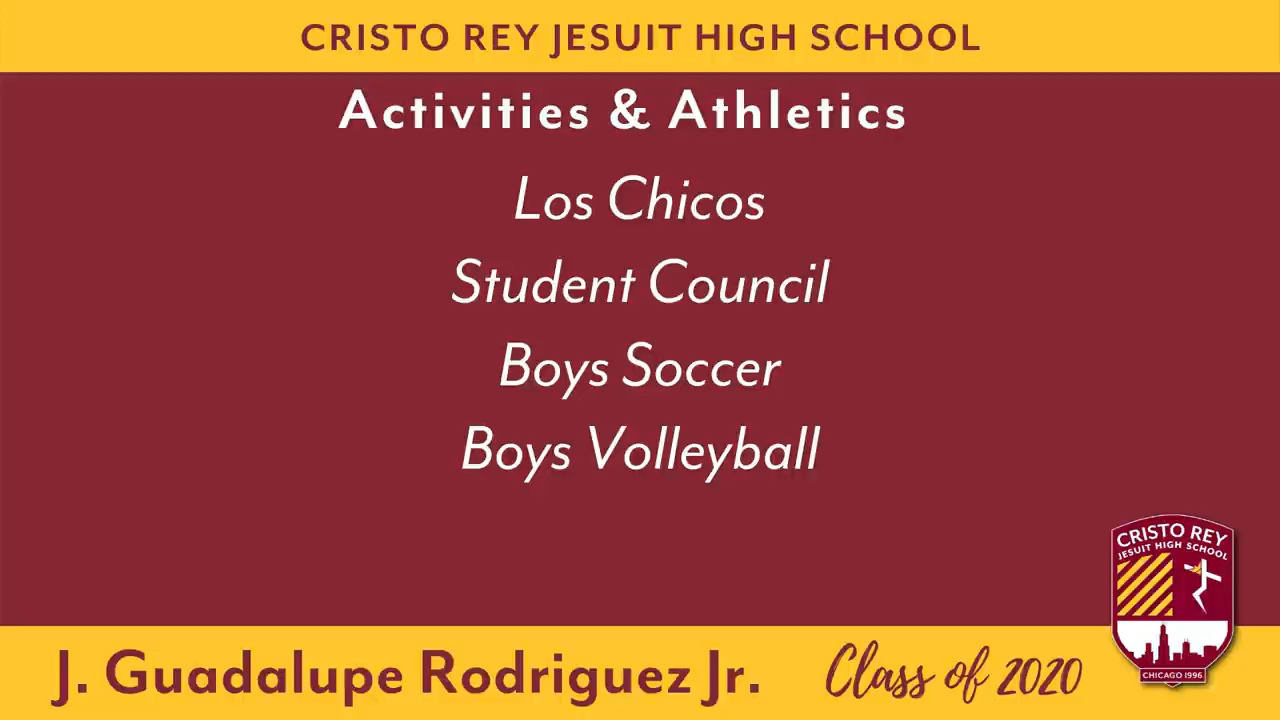 CRISTO REY JESUIT HIGH SCHOOL
Activities & Athletics
Los Chicos
Student Council
Boys Soccer
Boys Volleyball
CRISTO REY
JESUIT HIGH SCHOOL
CHICAGO 1996
J. Guadalupe Rodriguez Jr.
Class of 2020